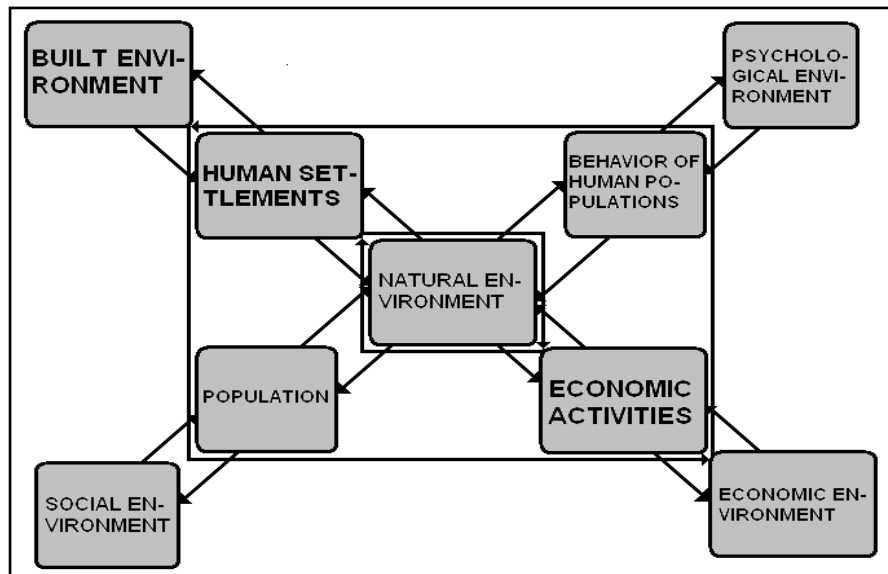 BUILT ENVI-
RONMENT
PSYCHOLO-
GICAL ENVI-
RONMENT
HUMAN SET-
TLEMENTS
BEHAVIOR OF
HUMAN PO-
PULATIONS
NATURAL EN-
VIRONMENT
POPULATION
ECONOMIC
ACTIVITIES
SOCIAL EN-
VIRONMENT
ECONOMIC EN-
VIRONMENT